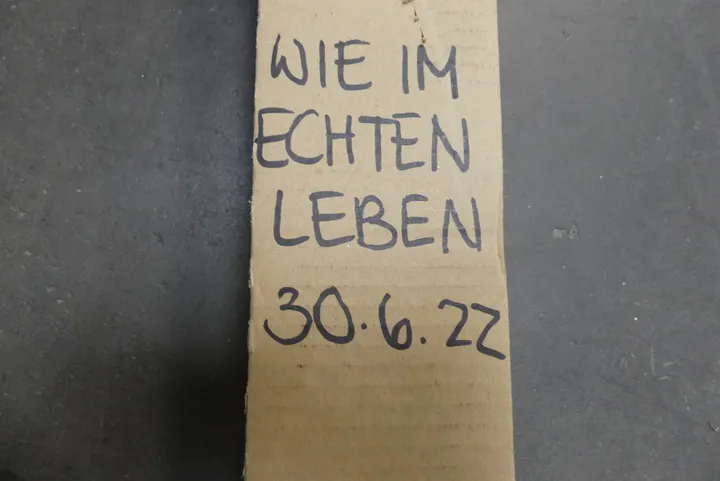 WIE IM
ECHTEN
LEBEN
30.6.22